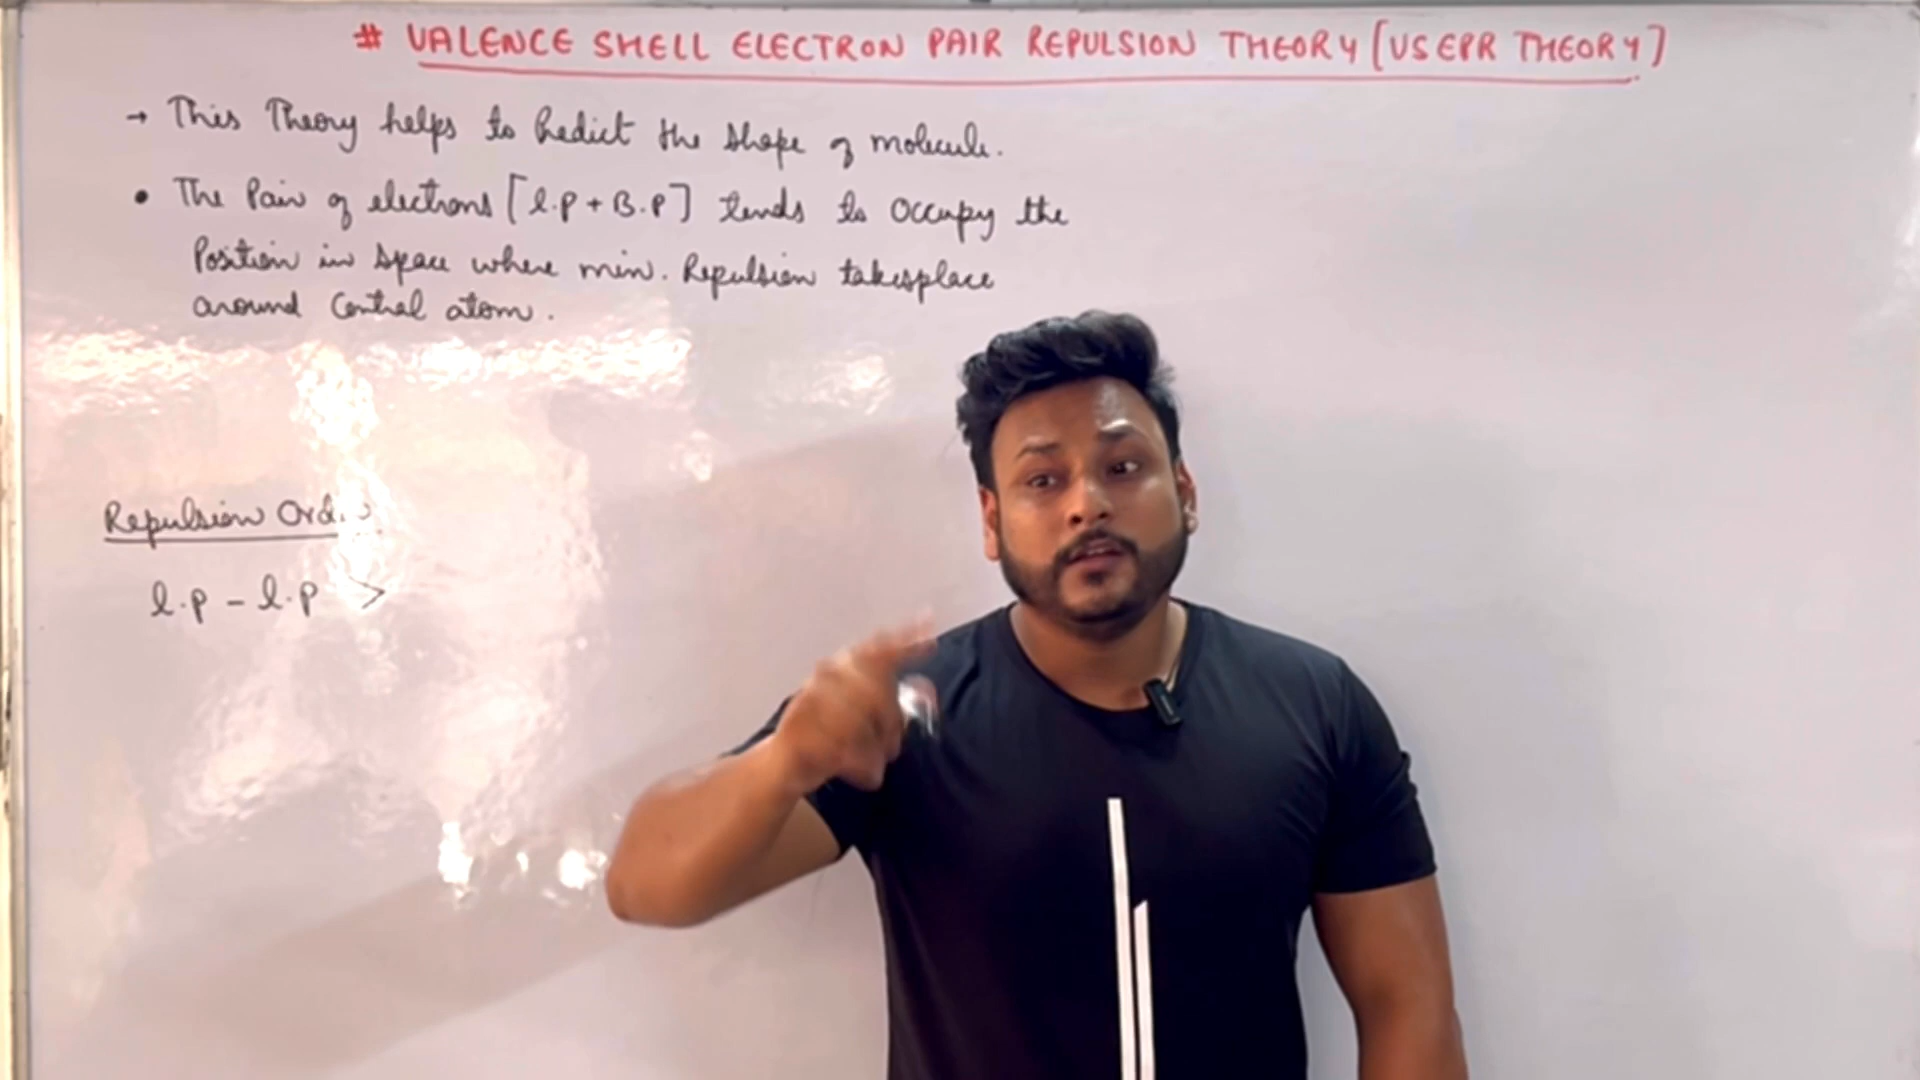 # VALENCE SHELL ELECTRON PAIR REPULSION THEORY [VSEPR THEORY]
→ This Theory helps to Predict the shape of molecule.
• The Pair of electrons [l.p + B.P] tends to occupy the
Position in space where min. Repulsion takesplace
around Central atom.
Repulsion Order
l.p - l.p >